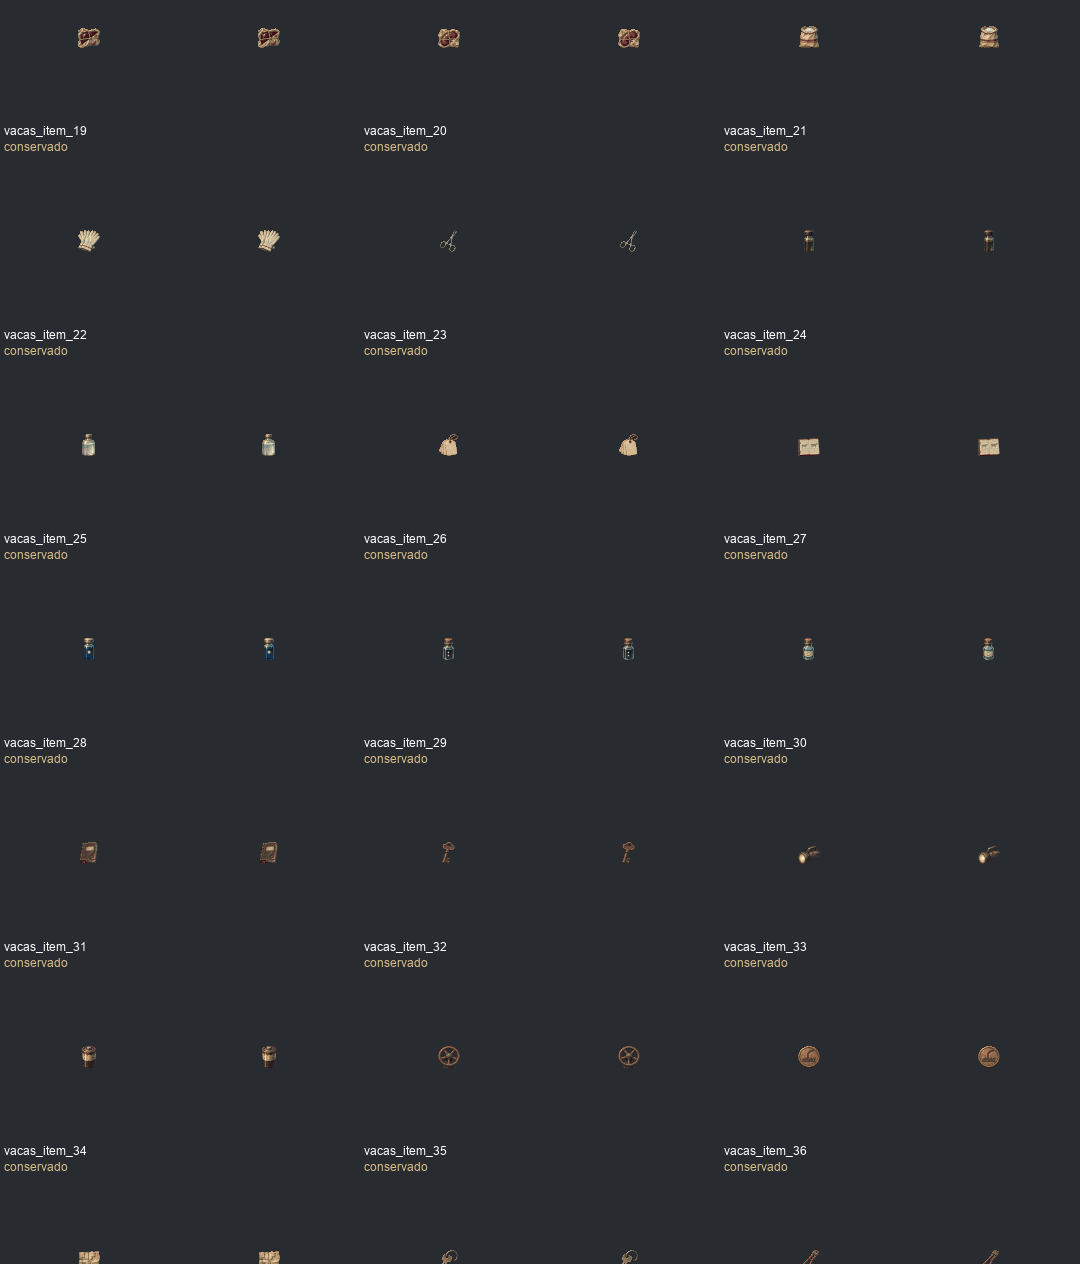 vacas_item_19
conservado
vacas_item_20
conservado
vacas_item_21
conservado
vacas_item_22
conservado
vacas_item_23
conservado
vacas_item_24
conservado
vacas_item_25
conservado
vacas_item_26
conservado
vacas_item_27
conservado
vacas_item_28
conservado
vacas_item_29
conservado
vacas_item_30
conservado
vacas_item_31
conservado
vacas_item_32
conservado
vacas_item_33
conservado
vacas_item_34
conservado
vacas_item_35
conservado
vacas_item_36
conservado